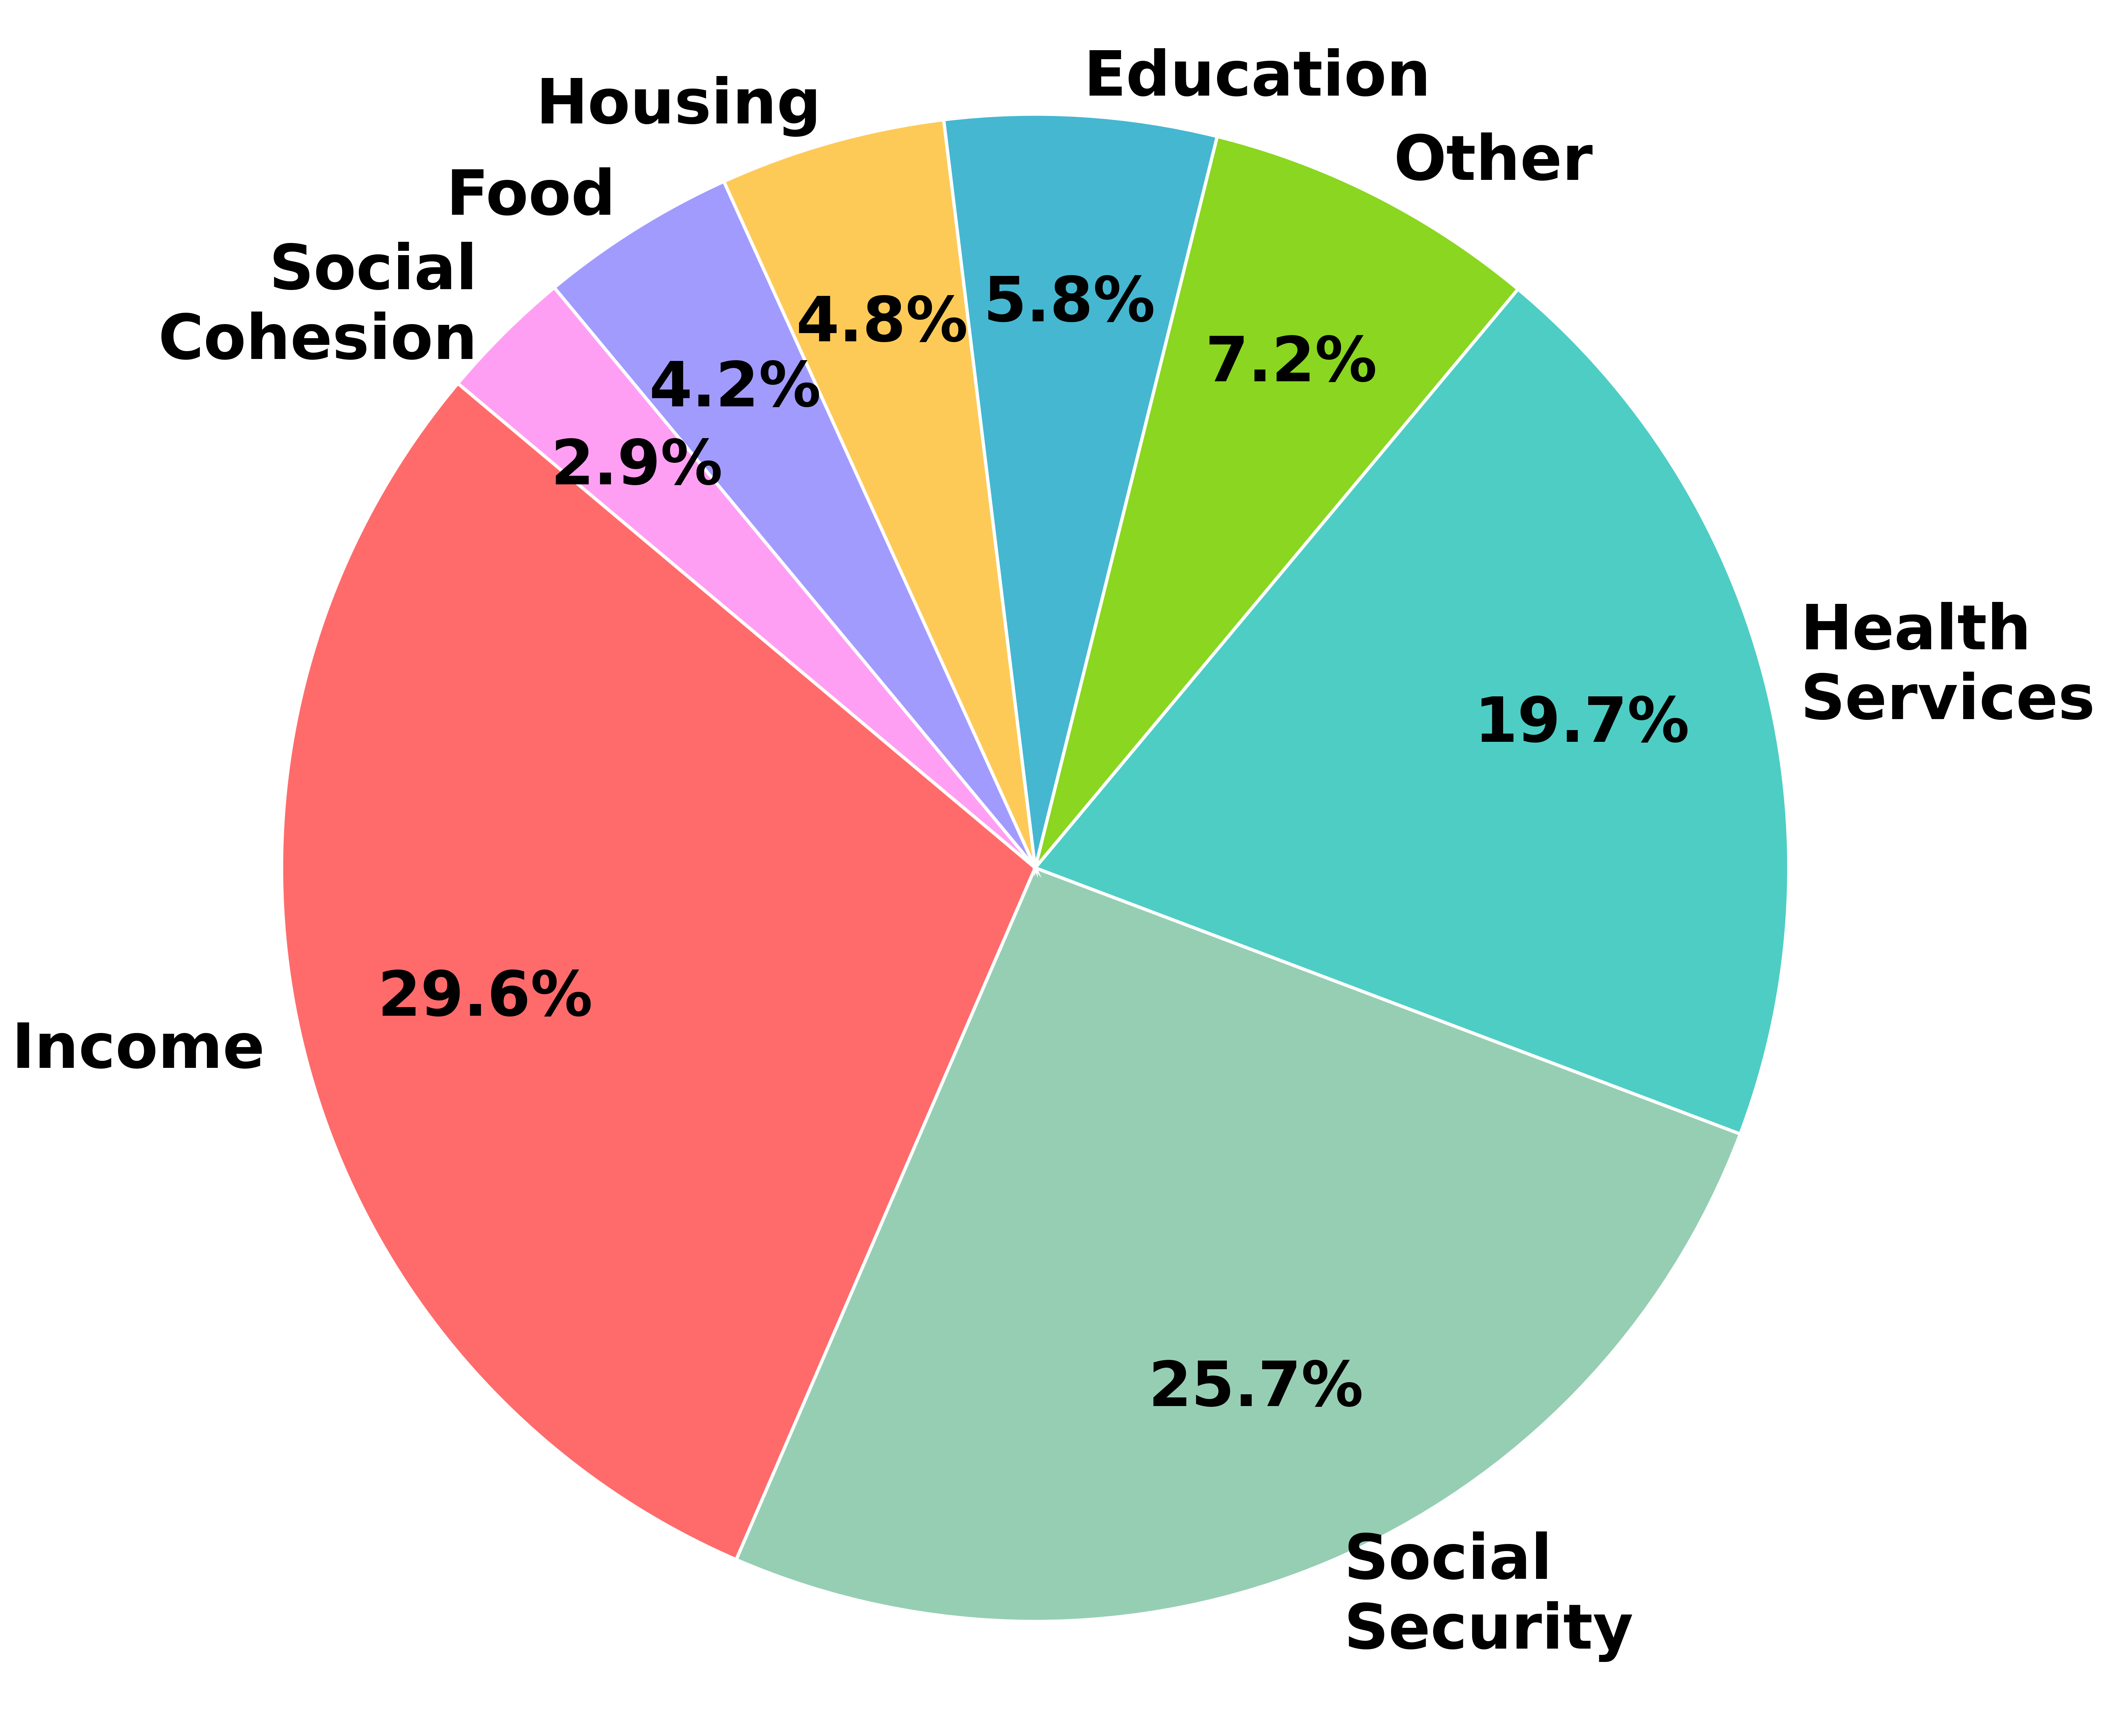 Education
Housing
Other
Food
Social
Cohesion
5.8%
4.8%
7.2%
4.2%
2.9%
Health
Services
19.7%
29.6%
Income
25.7%
Social
Security